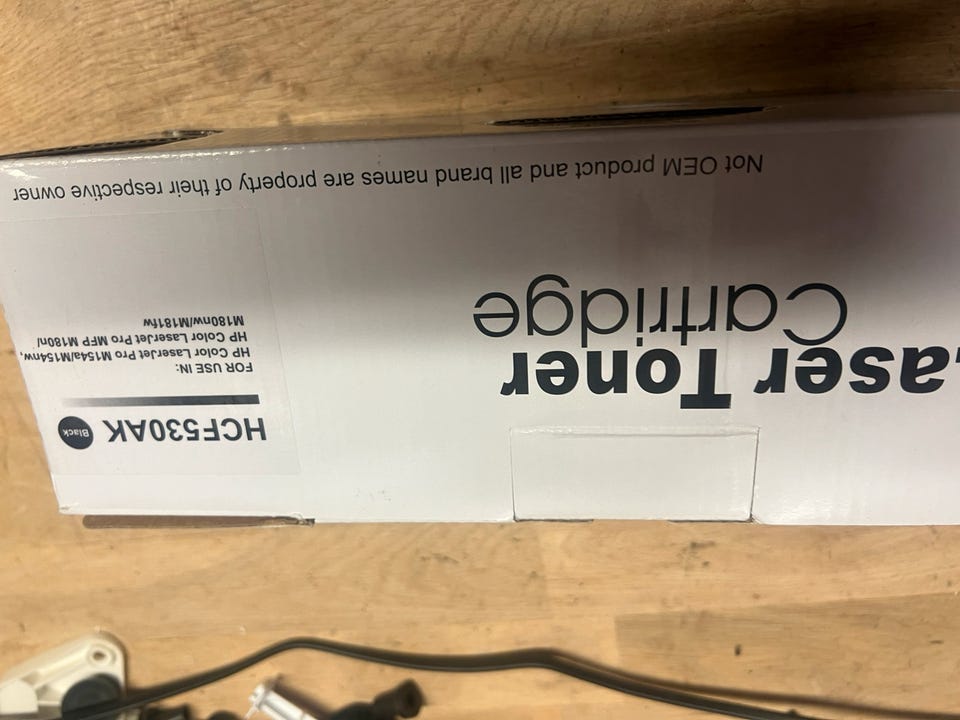 HCF530AK Black
FOR USE IN:
HP Color LaserJet Pro M154a/M154nw,
HP Color LaserJet Pro MFP M180n/
M180nw/M181fw
Laser Toner
Cartridge
Not OEM product and all brand names are property of their respective owner